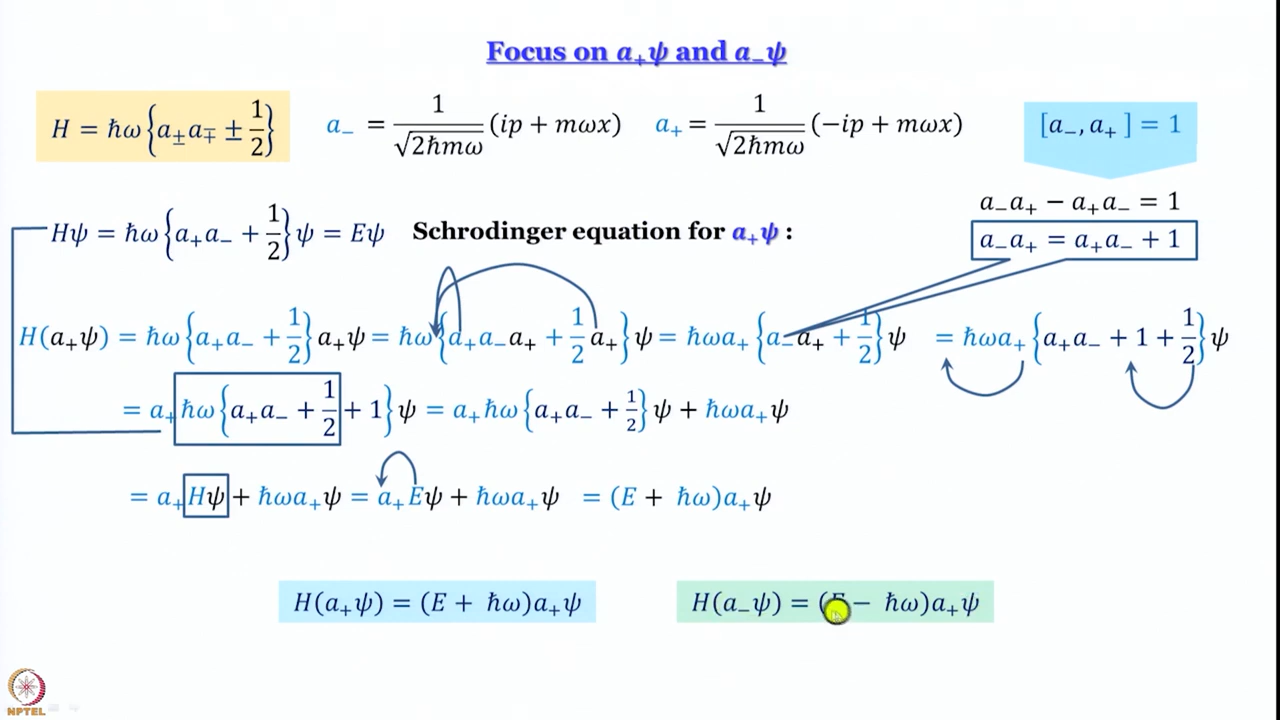 Focus on a₊ψ and a₋ψ
H = ħω{a±a∓ ± 1/2}   a₋ = 1/√(2ħmω) (ip + mωx)   a₊ = 1/√(2ħmω) (−ip + mωx)   [a₋, a₊ ] = 1
a₋a₊ − a₊a₋ = 1
a₋a₊ = a₊a₋ + 1
Hψ = ħω{a₊a₋ + 1/2}ψ = Eψ   Schrodinger equation for a₊ψ :
H(a₊ψ) = ħω{a₊a₋ + 1/2}a₊ψ = ħω{a₊a₋a₊ + 1/2 a₊}ψ = ħωa₊{a₋a₊ + 1/2}ψ = ħωa₊{a₊a₋ + 1 + 1/2}ψ
= a₊ħω{a₊a₋ + 1/2 + 1}ψ = a₊ħω{a₊a₋ + 1/2}ψ + ħωa₊ψ
= a₊Hψ + ħωa₊ψ = a₊Eψ + ħωa₊ψ = (E + ħω)a₊ψ
H(a₊ψ) = (E + ħω)a₊ψ   H(a₋ψ) = (E − ħω)a₊ψ
NPTEL